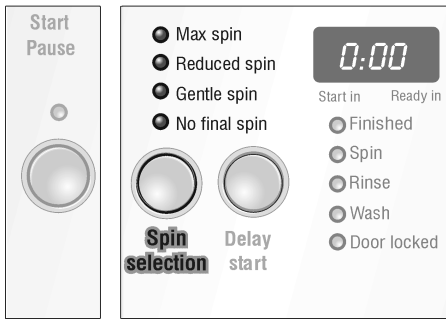 Start
Pause
Max spin
Reduced spin
Gentle spin
No final spin
Spin
selection
Delay
start
0:00
Start in
Ready in
Finished
Spin
Rinse
Wash
Door locked